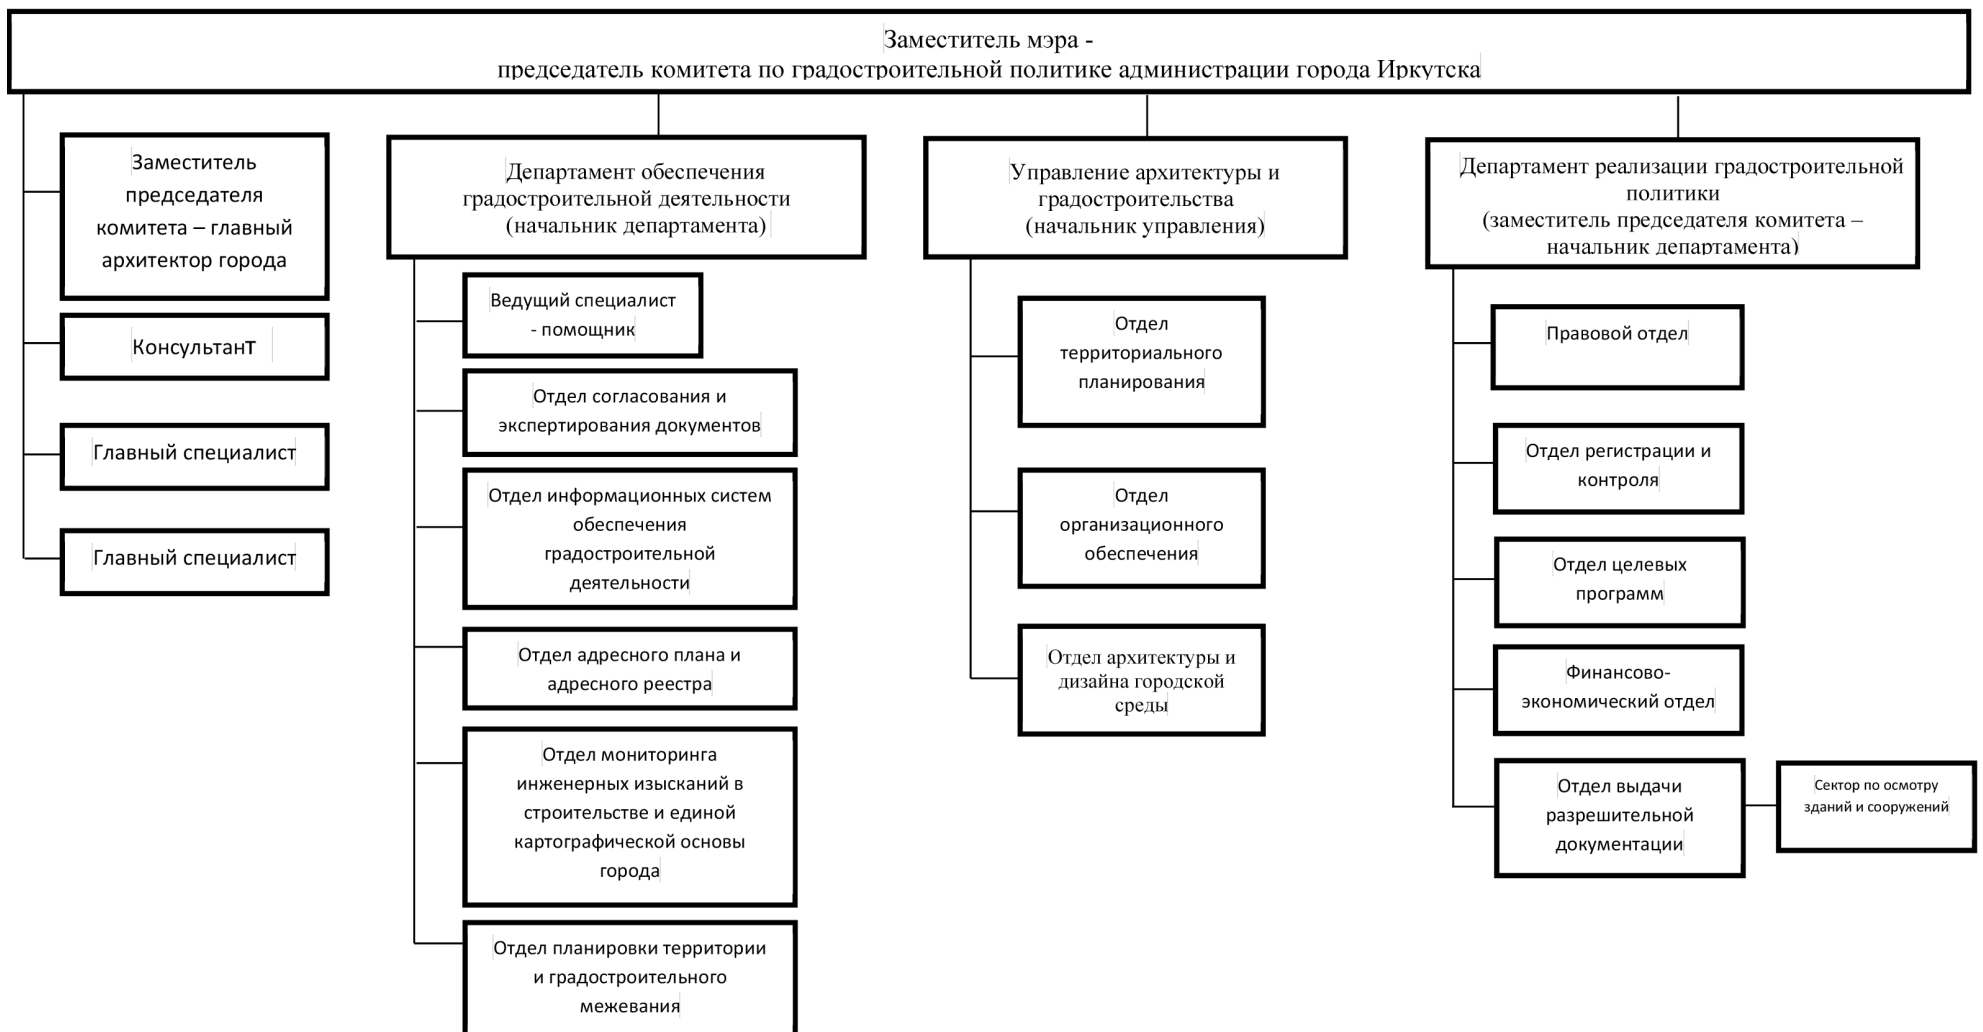 Заместитель мэра -
председатель комитета по градостроительной политике администрации города Иркутска
Заместитель
председателя
комитета – главный
архитектор города
Консультант
Главный специалист
Главный специалист
Департамент обеспечения
градостроительной деятельности
(начальник департамента)
Ведущий специалист
- помощник
Отдел согласования и
экспертирования документов
Отдел информационных систем
обеспечения
градостроительной
деятельности
Отдел адресного плана и
адресного реестра
Отдел мониторинга
инженерных изысканий в
строительстве и единой
картографической основы
города
Отдел планировки территории
и градостроительного
межевания
Управление архитектуры и
градостроительства
(начальник управления)
Отдел
территориального
планирования
Отдел
организационного
обеспечения
Отдел архитектуры и
дизайна городской
среды
Департамент реализации градостроительной
политики
(заместитель председателя комитета –
начальник департамента)
Правовой отдел
Отдел регистрации и
контроля
Отдел целевых
программ
Финансово-
экономический отдел
Отдел выдачи
разрешительной
документации
Сектор по осмотру
зданий и сооружений